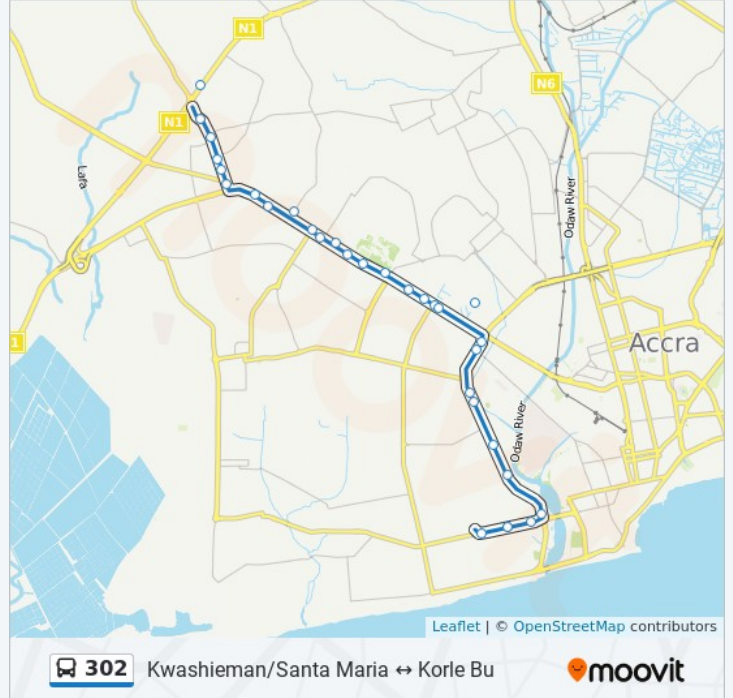 N1
N6
N1
Lafa
Odaw River
Accra
1
Odaw River
Leaflet | © OpenStreetMap contributors
302 Kwashieman/Santa Maria ↔ Korle Bu
moovit